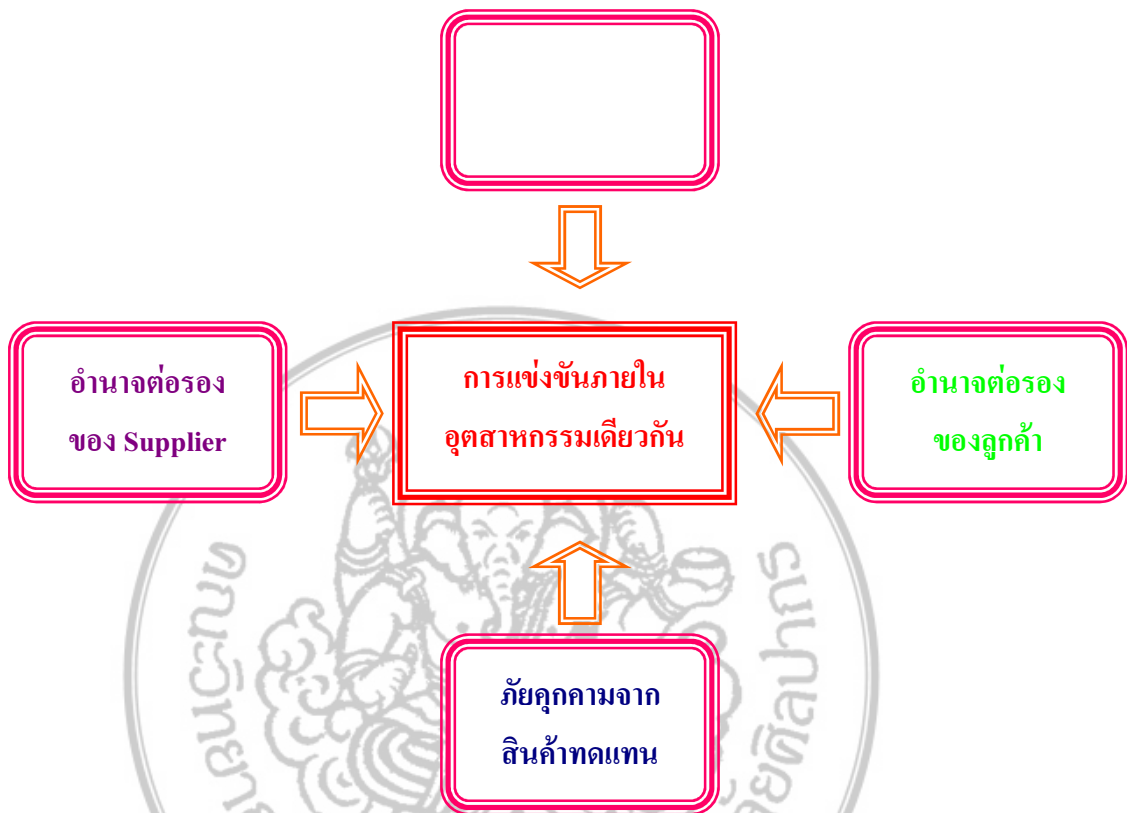 อำนาจต่อรอง
ของ Supplier
การแข่งขันภายใน
อุตสาหกรรมเดียวกัน
อำนาจต่อรอง
ของลูกค้า
ภัยคุกคามจาก
สินค้าทดแทน